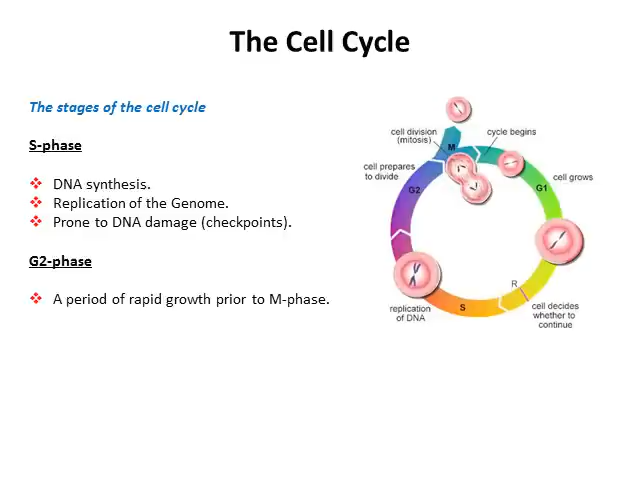 The Cell Cycle
The stages of the cell cycle
S-phase
DNA synthesis.
Replication of the Genome.
Prone to DNA damage (checkpoints).
G2-phase
A period of rapid growth prior to M-phase.
cell division
(mitosis)
cycle begins
M
cell prepares
to divide
G2
G1
cell grows
R
cell decides
whether to
continue
S
replication
of DNA